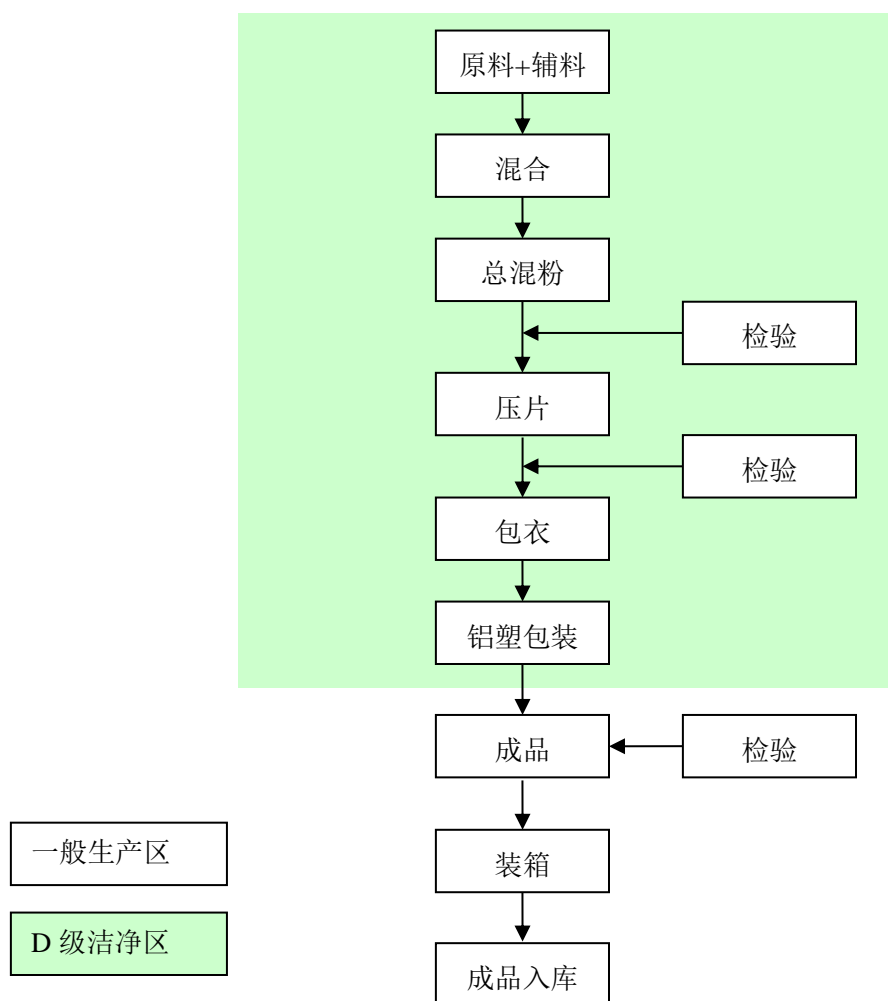 原料+辅料
混合
总混粉
检验
压片
检验
包衣
铝塑包装
成品
检验
一般生产区
装箱
D 级洁净区
成品入库